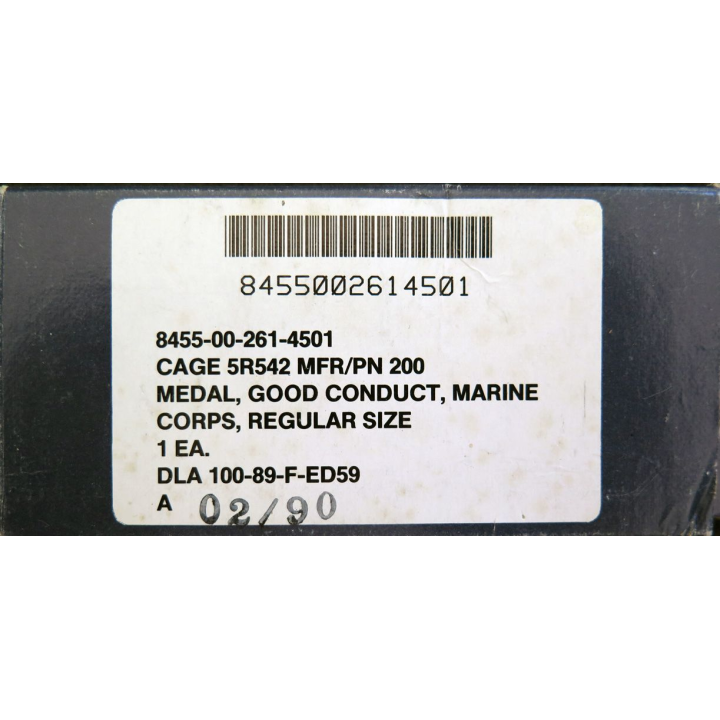 8455002614501
8455-00-261-4501
CAGE 5R542 MFR/PN 200
MEDAL, GOOD CONDUCT, MARINE
CORPS, REGULAR SIZE
1 EA.
DLA 100-89-F-ED59
A 02/90